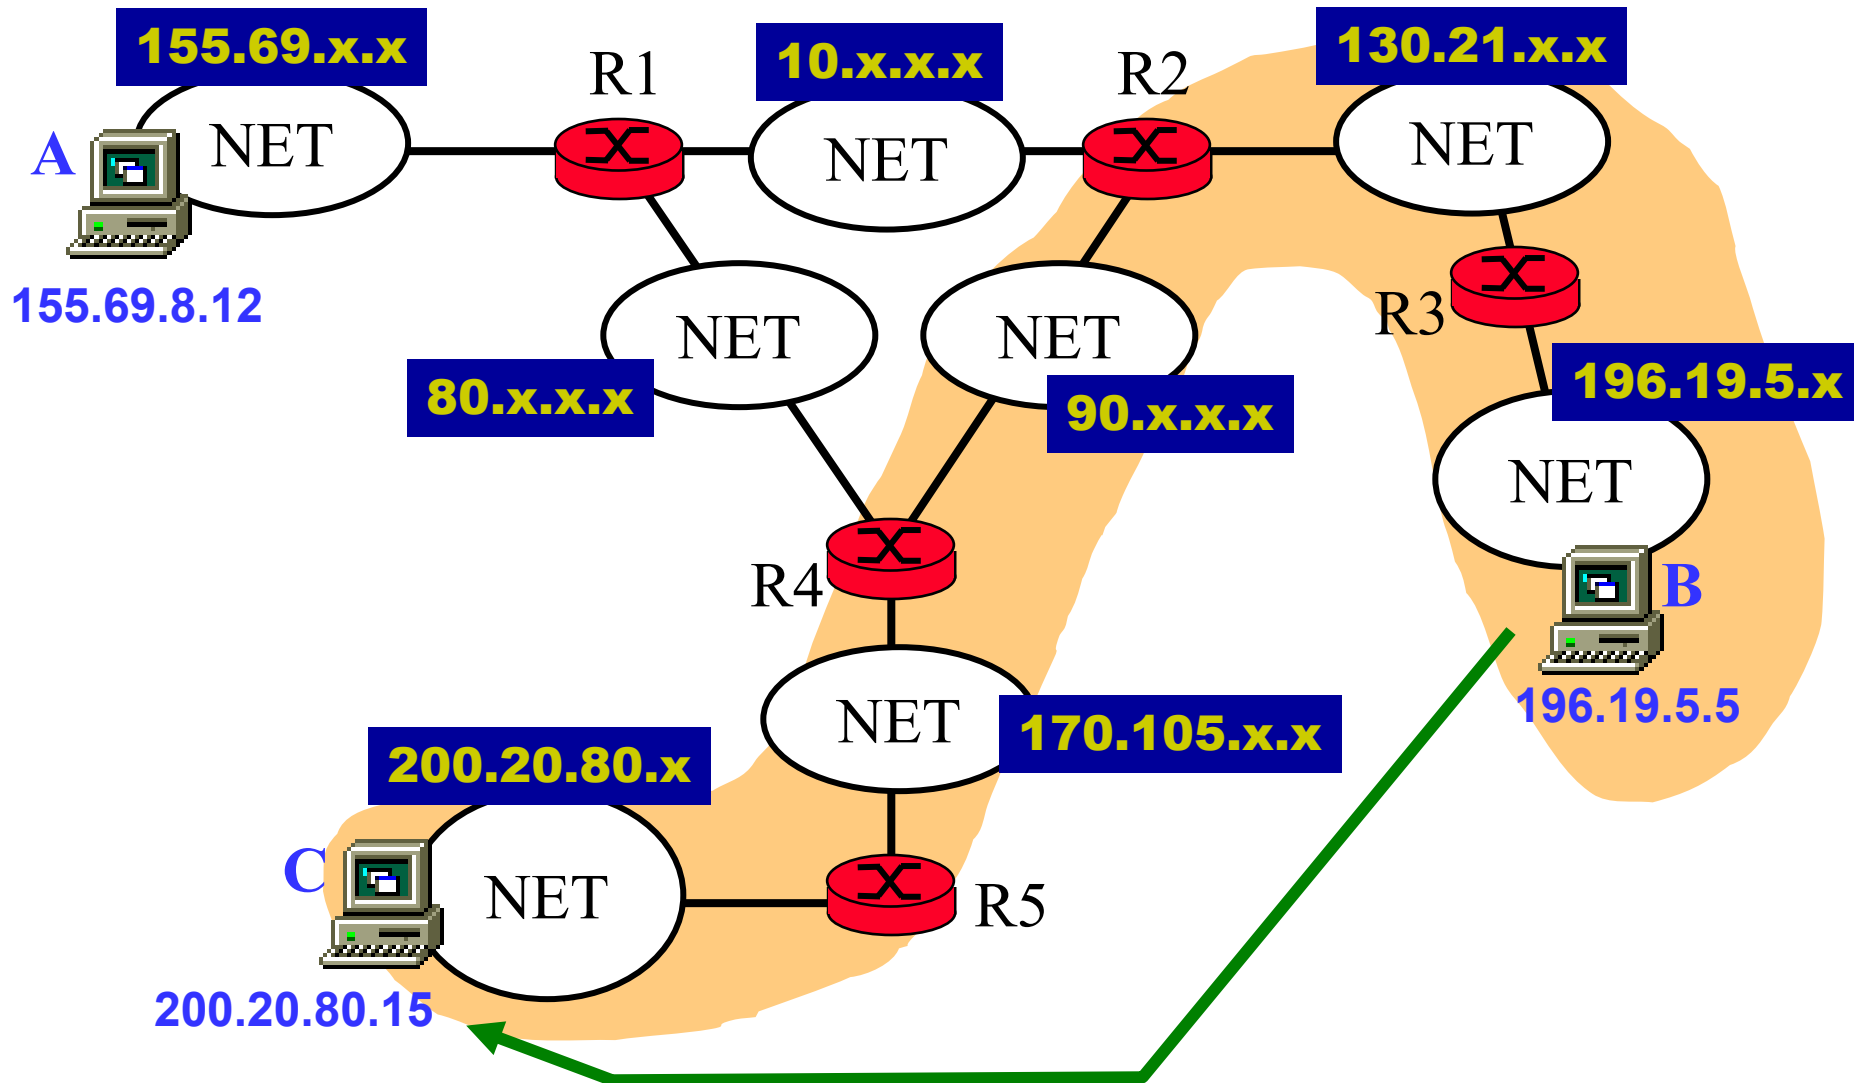 155.69.x.x
R1
10.x.x.x
R2
130.21.x.x
A
NET
NET
NET
155.69.8.12
NET
NET
R3
80.x.x.x
90.x.x.x
196.19.5.x
NET
R4
B
NET
170.105.x.x
196.19.5.5
200.20.80.x
C
NET
R5
200.20.80.15